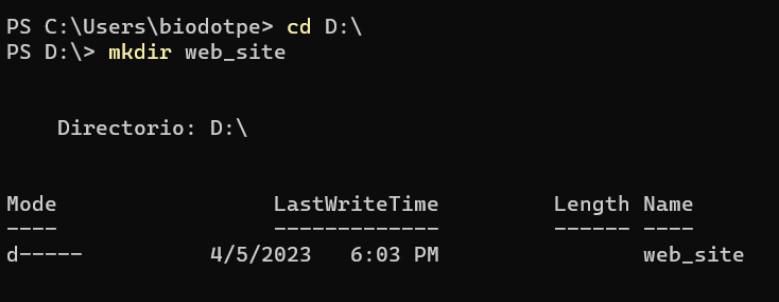 PS C:\Users\biodotpe> cd D:\
PS D:\> mkdir web_site
Directorio: D:\
Mode LastWriteTime Length Name
---- ------------- ------ ----
d----- 4/5/2023 6:03 PM web_site